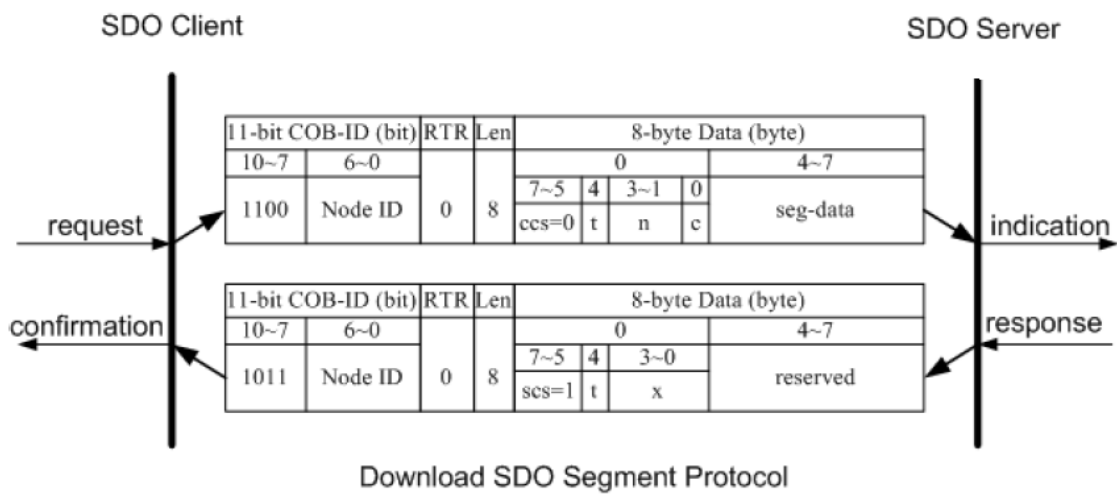 SDO Client
SDO Server
11-bit COB-ID (bit) RTR Len 8-byte Data (byte)
10~7 6~0 0 4~7
7~5 4 3~1 0
1100 Node ID 0 8 seg-data
ccs=0 t n c
request
indication
11-bit COB-ID (bit) RTR Len 8-byte Data (byte)
confirmation
response
10~7 6~0 0 4~7
7~5 4 3~0
1011 Node ID 0 8 reserved
scs=1 t x
Download SDO Segment Protocol